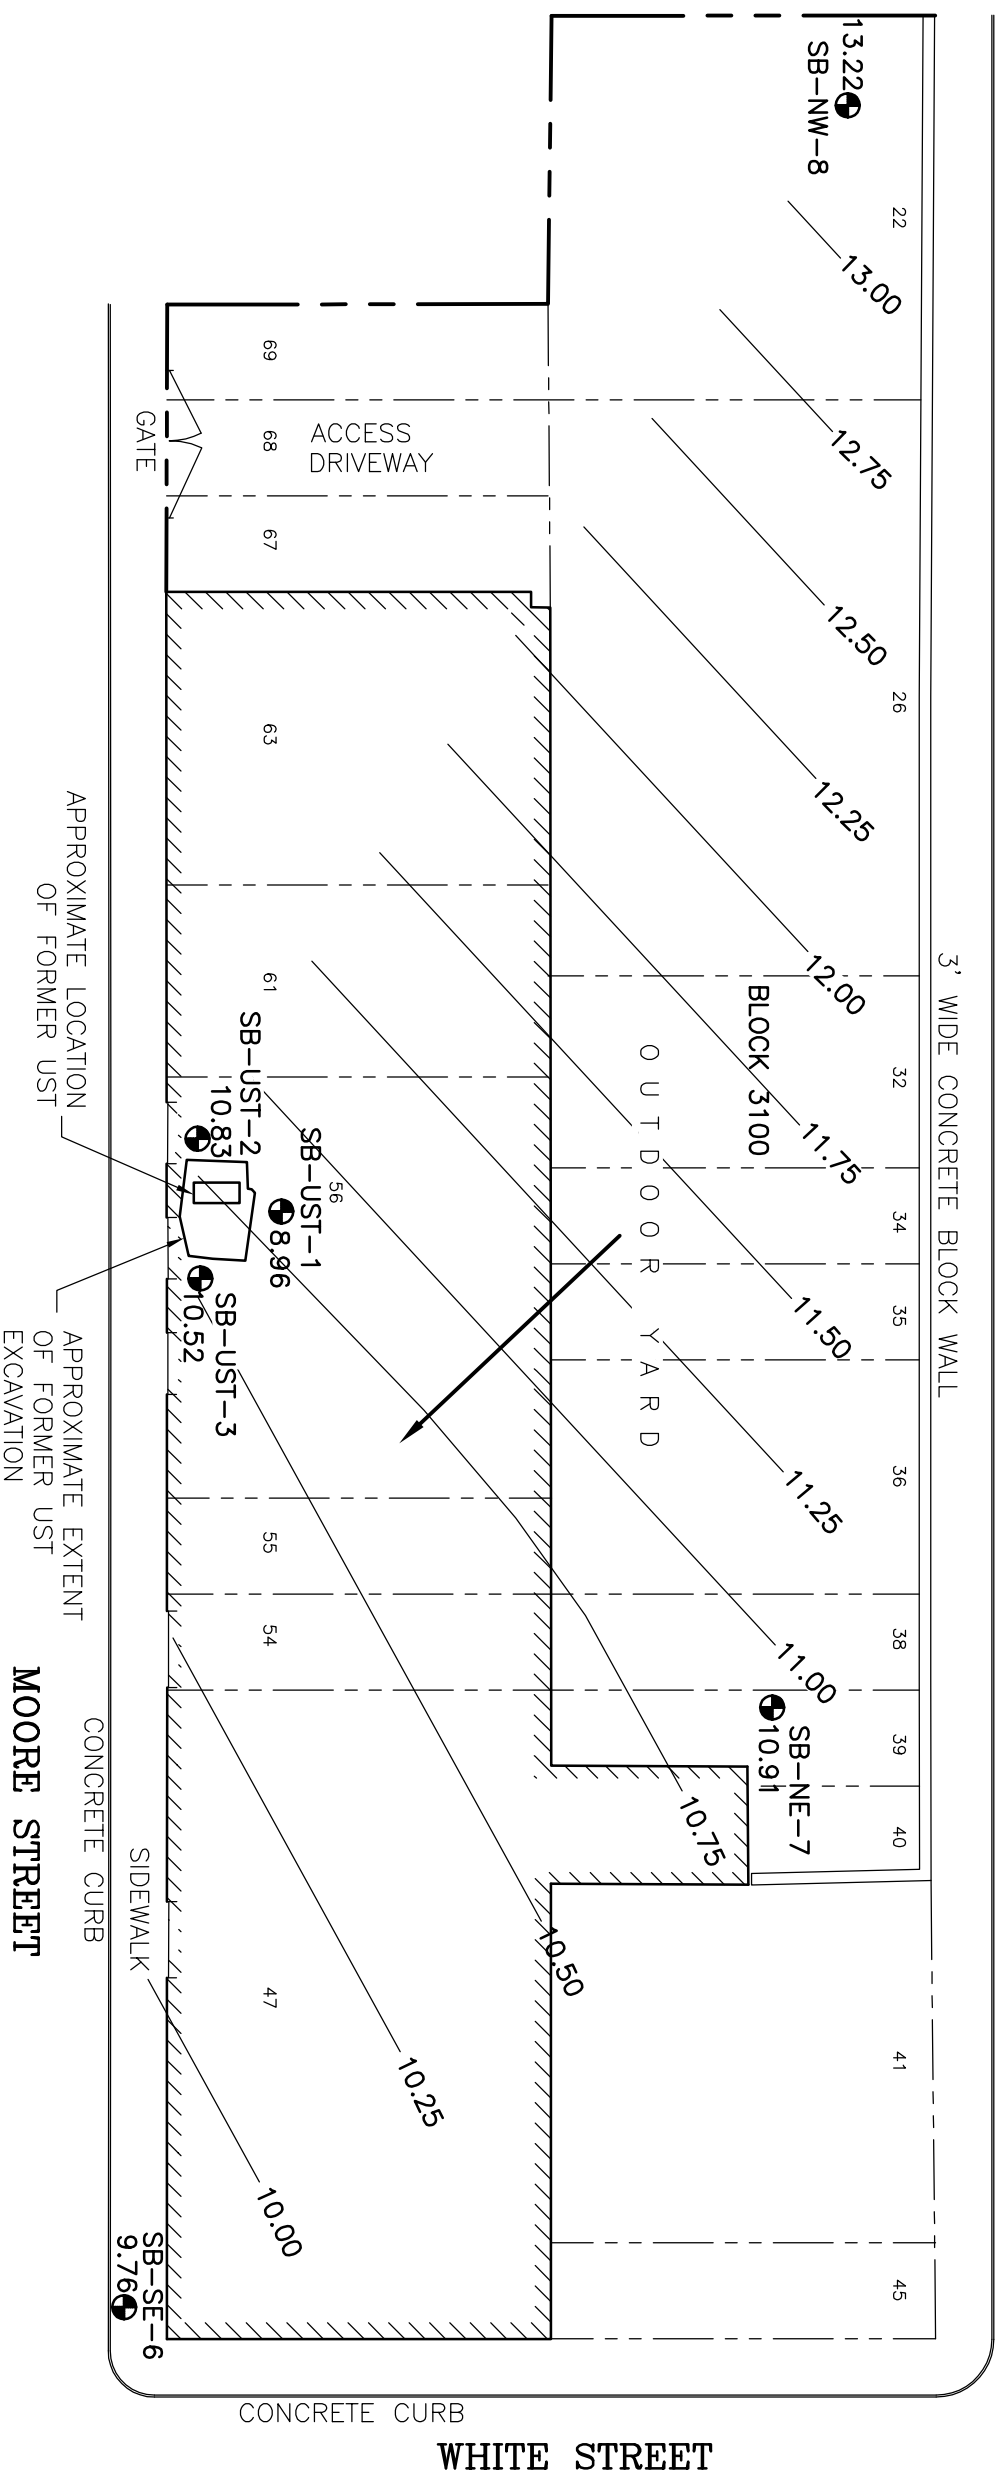 13.22
SB-NW-8
22
13.00
12.75
12.50
26
12.25
12.00
3' WIDE CONCRETE BLOCK WALL
32
BLOCK 3100
11.75
34
OUTDOOR YARD
11.50
35
11.25
36
11.00
38
SB-NE-7
10.91
39
40
10.75
10.50
41
45
69
68
67
ACCESS
DRIVEWAY
GATE
63
61
SB-UST-2
10.83
56
SB-UST-1
8.96
SB-UST-3
10.52
55
54
47
10.25
10.00
APPROXIMATE LOCATION
OF FORMER UST
APPROXIMATE EXTENT
OF FORMER UST
EXCAVATION
CONCRETE CURB
SIDEWALK
MOORE STREET
SB-SE-6
9.76
CONCRETE CURB
WHITE STREET